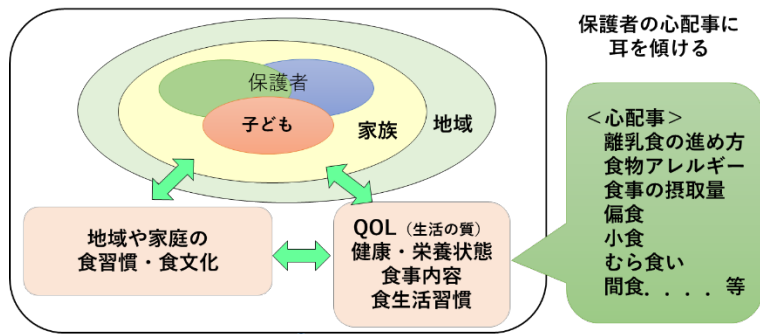 保護者の心配事に
耳を傾ける
保護者
子ども
家族
地域
地域や家庭の
食習慣・食文化
QOL（生活の質）
健康・栄養状態
食事内容
食生活習慣
＜心配事＞
離乳食の進め方
食物アレルギー
食事の摂取量
偏食
小食
むら食い
間食．．．．等